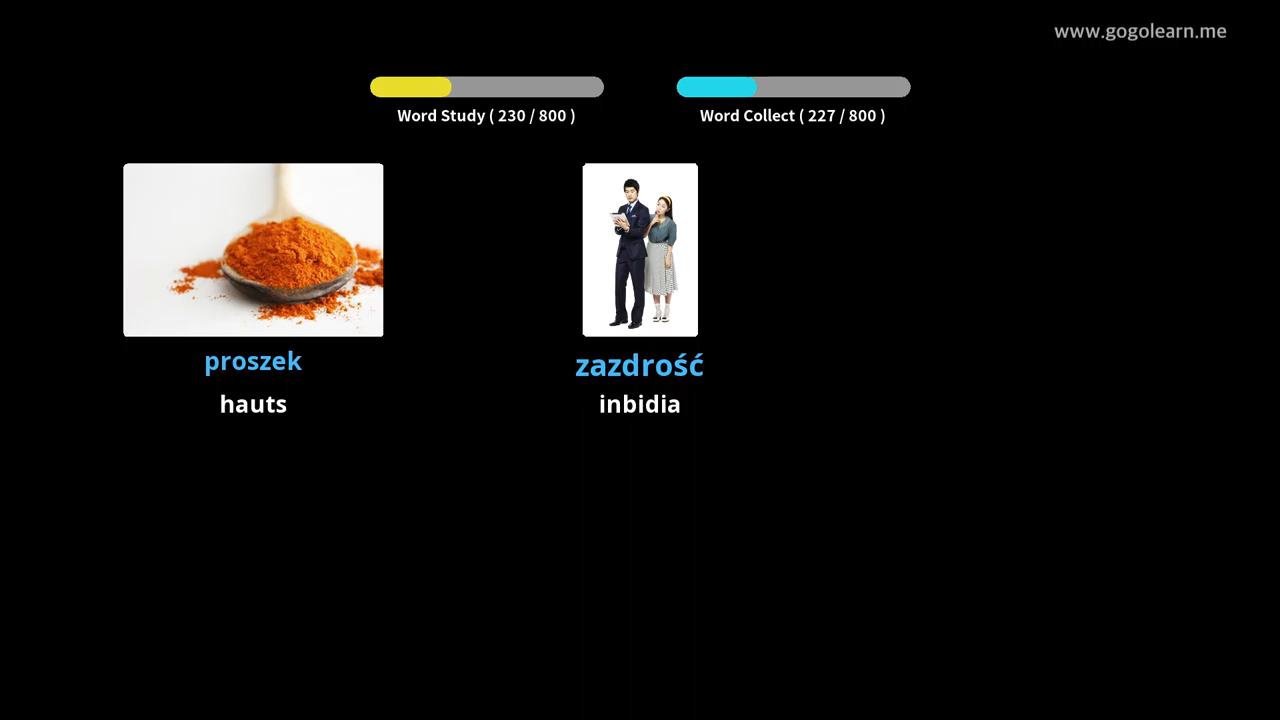 www.gogolearn.me
Word Study ( 230 / 800 )
Word Collect ( 227 / 800 )
proszek
hauts
zazdrość
inbidia